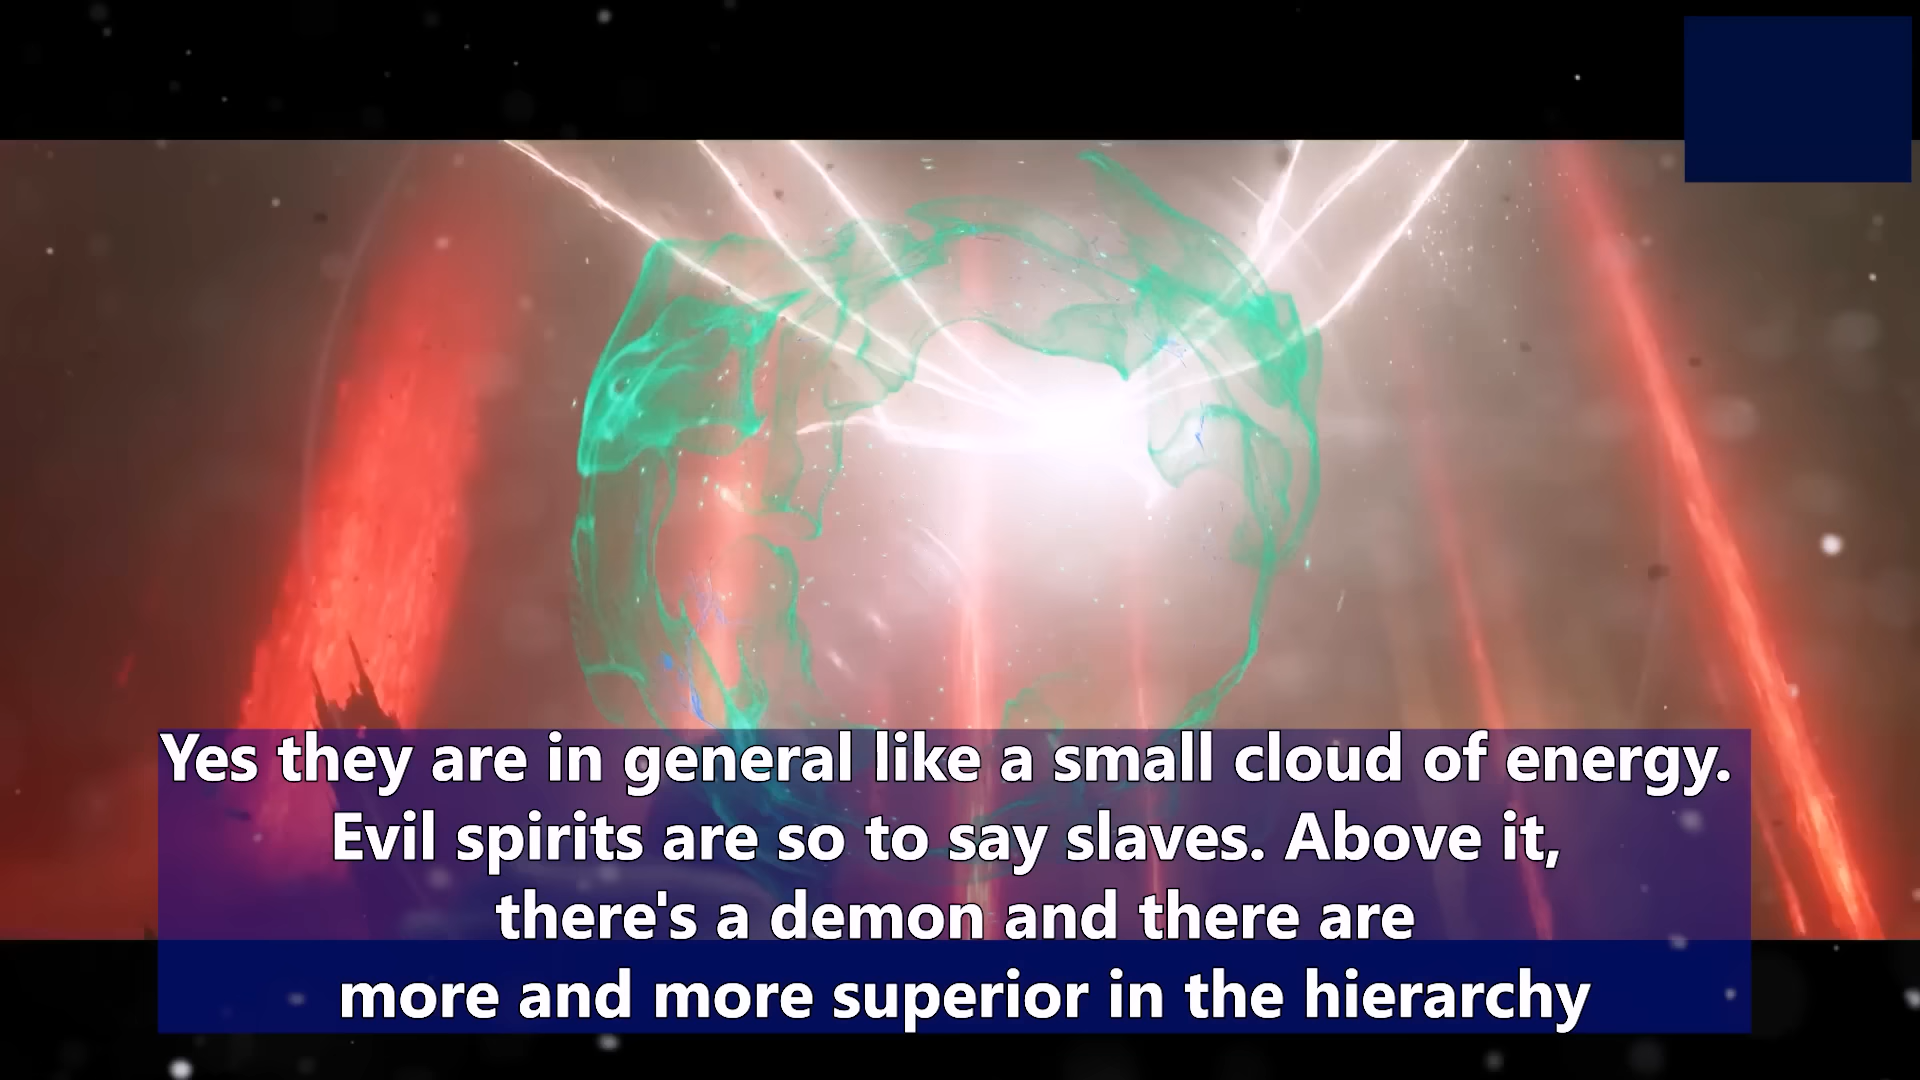 Yes they are in general like a small cloud of energy.
Evil spirits are so to say slaves. Above it,
there's a demon and there are
more and more superior in the hierarchy